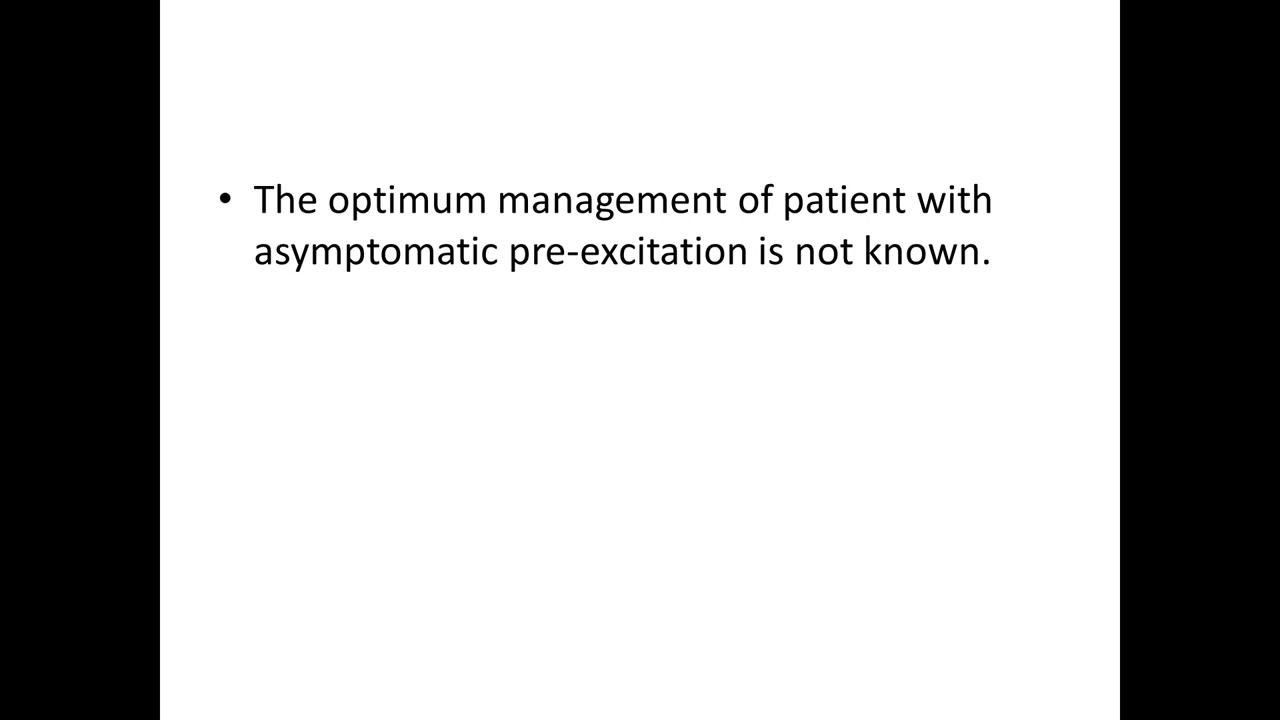 • The optimum management of patient with
asymptomatic pre-excitation is not known.